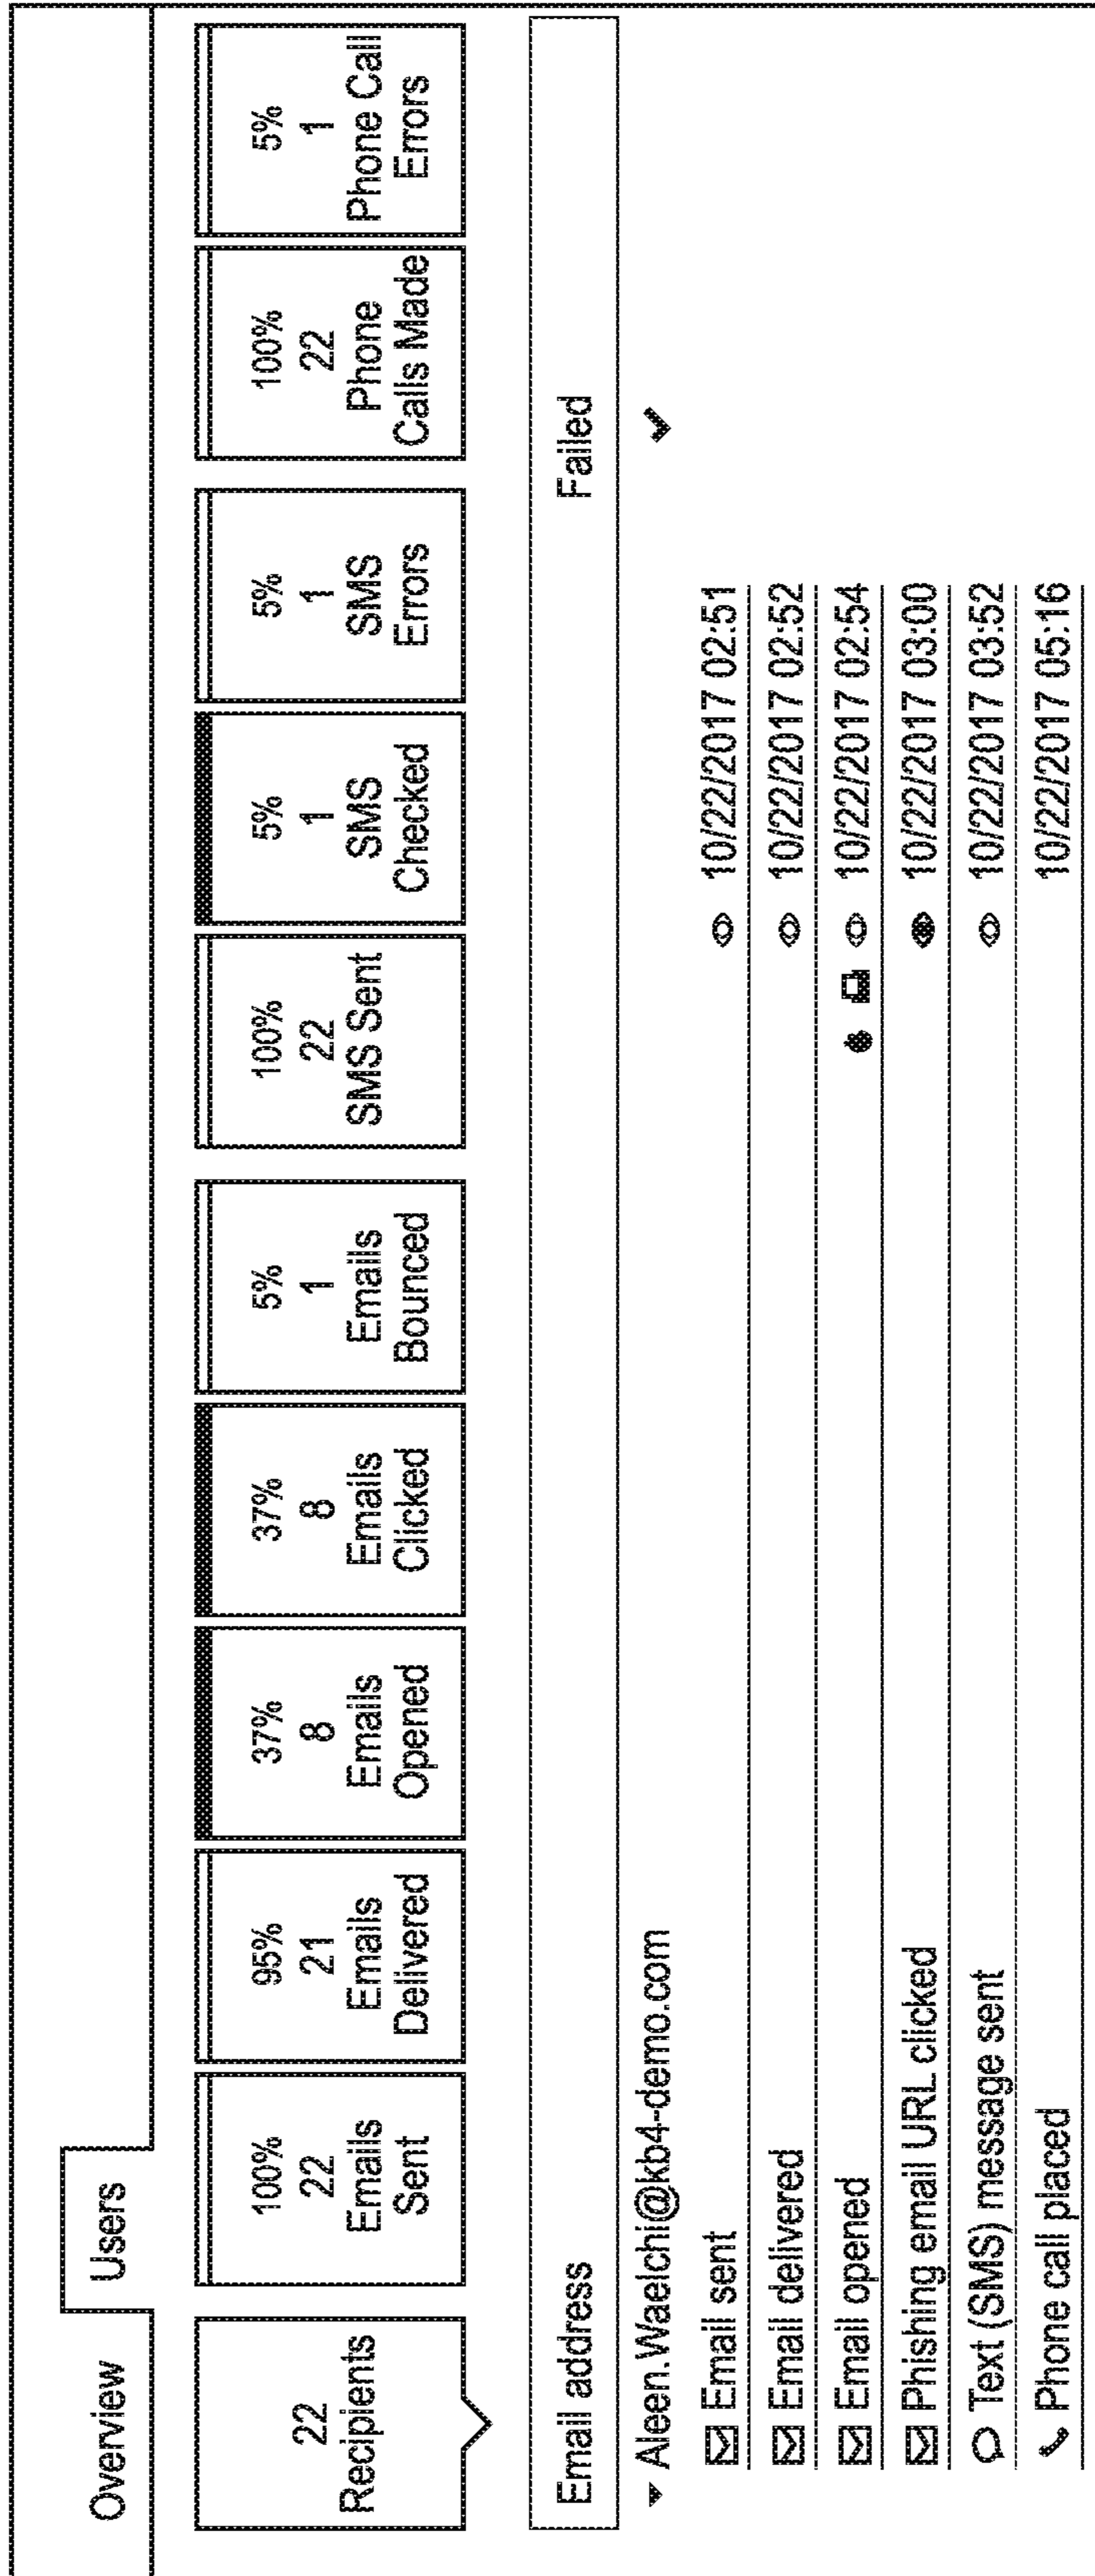 Overview Users
22
Recipients
100%
22
Emails
Sent
95%
21
Emails
Delivered
37%
8
Emails
Opened
37%
8
Emails
Clicked
5%
1
Emails
Bounced
100%
22
SMS Sent
5%
1
SMS
Checked
5%
1
SMS
Errors
100%
22
Phone
Calls Made
5%
1
Phone Call
Errors
Email address Failed
Aleen.Waelchi@kb4-demo.com
Email sent 10/22/2017 02:51
Email delivered 10/22/2017 02:52
Email opened 10/22/2017 02:54
Phishing email URL clicked 10/22/2017 03:00
Text (SMS) message sent 10/22/2017 03:52
Phone call placed 10/22/2017 05:16